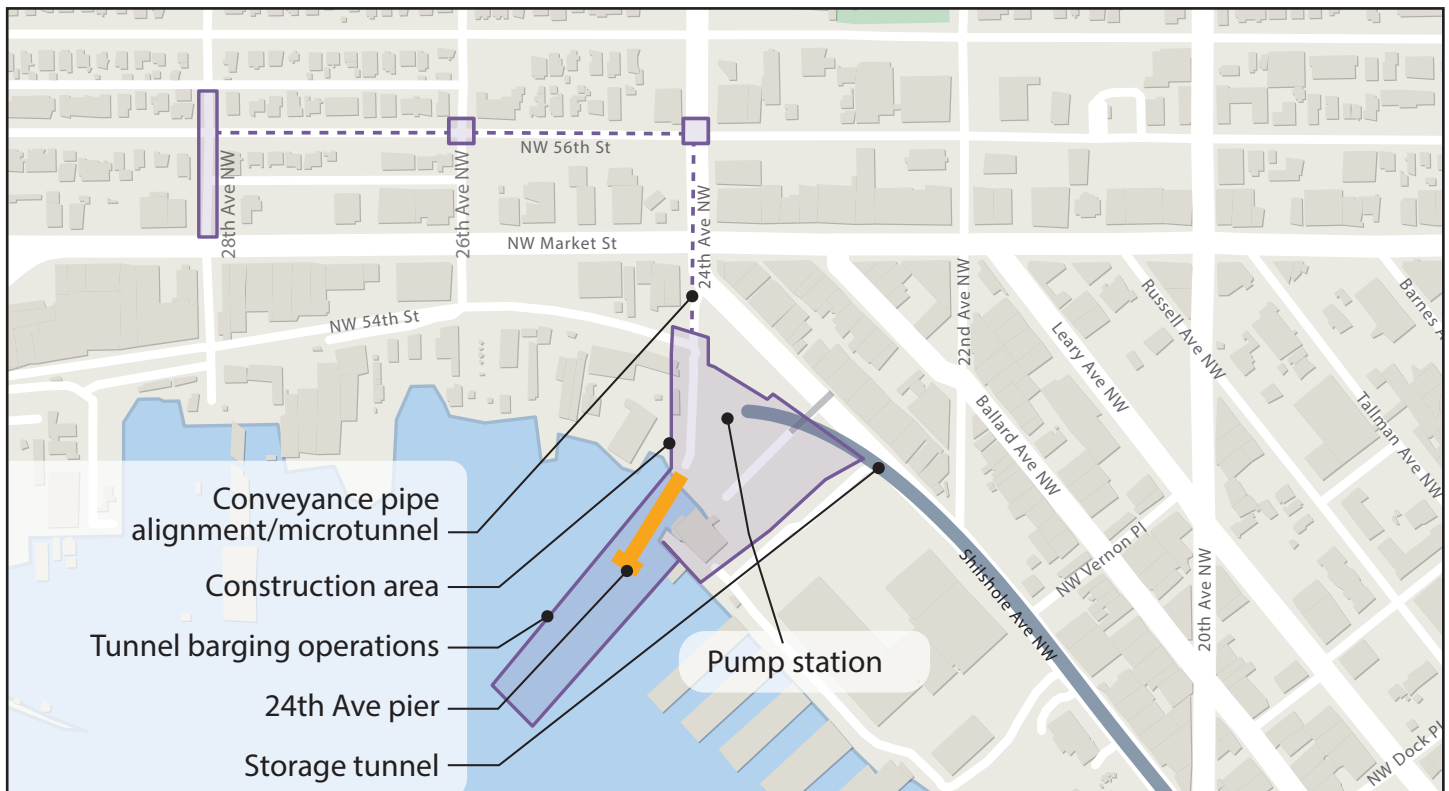 NW 56th St
28th Ave NW
26th Ave NW
24th Ave NW
NW Market St
NW 54th St
22nd Ave NW
Russell Ave NW
Barnes A
Leary Ave NW
Tallman Ave NW
Ballard Ave NW
Conveyance pipe
alignment/microtunnel
Construction area
Tunnel barging operations
24th Ave pier
Storage tunnel
Pump station
Shilshole Ave NW
NW Vernon Pl
20th Ave NW
NW Dock Pl